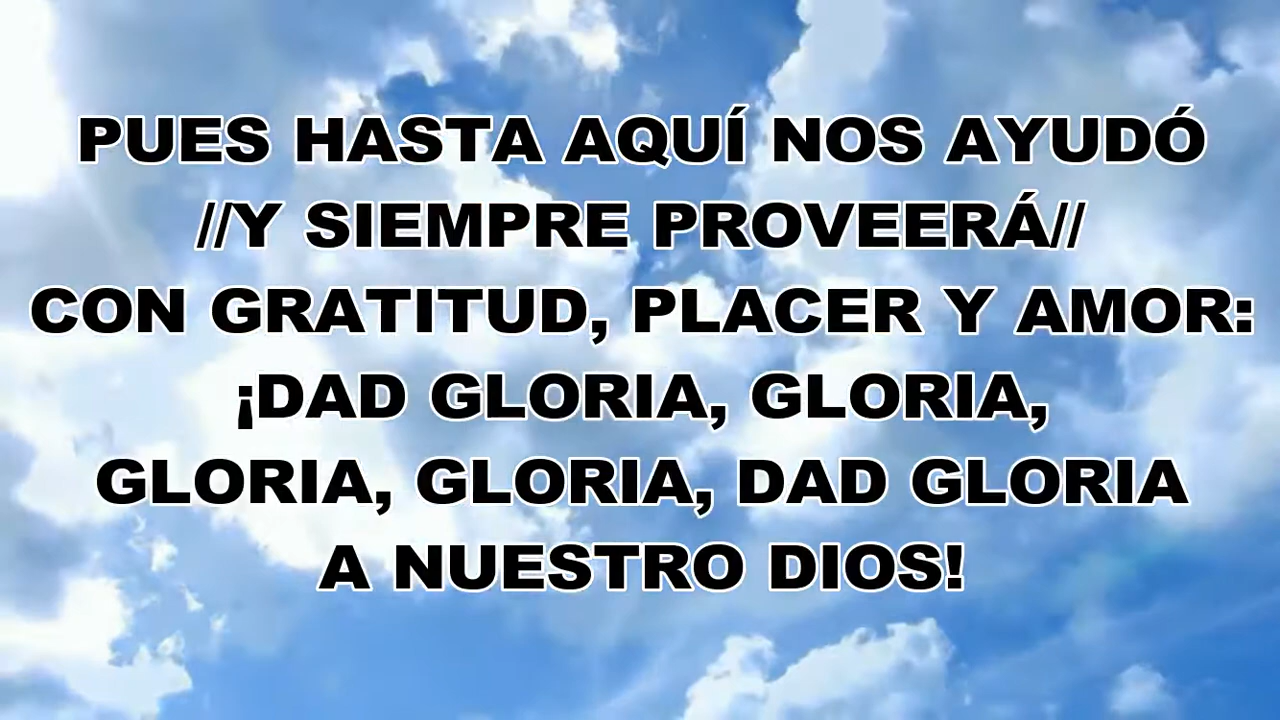 PUES HASTA AQUÍ NOS AYUDÓ
//Y SIEMPRE PROVEERÁ//
CON GRATITUD, PLACER Y AMOR:
¡DAD GLORIA, GLORIA,
GLORIA, GLORIA, DAD GLORIA
A NUESTRO DIOS!